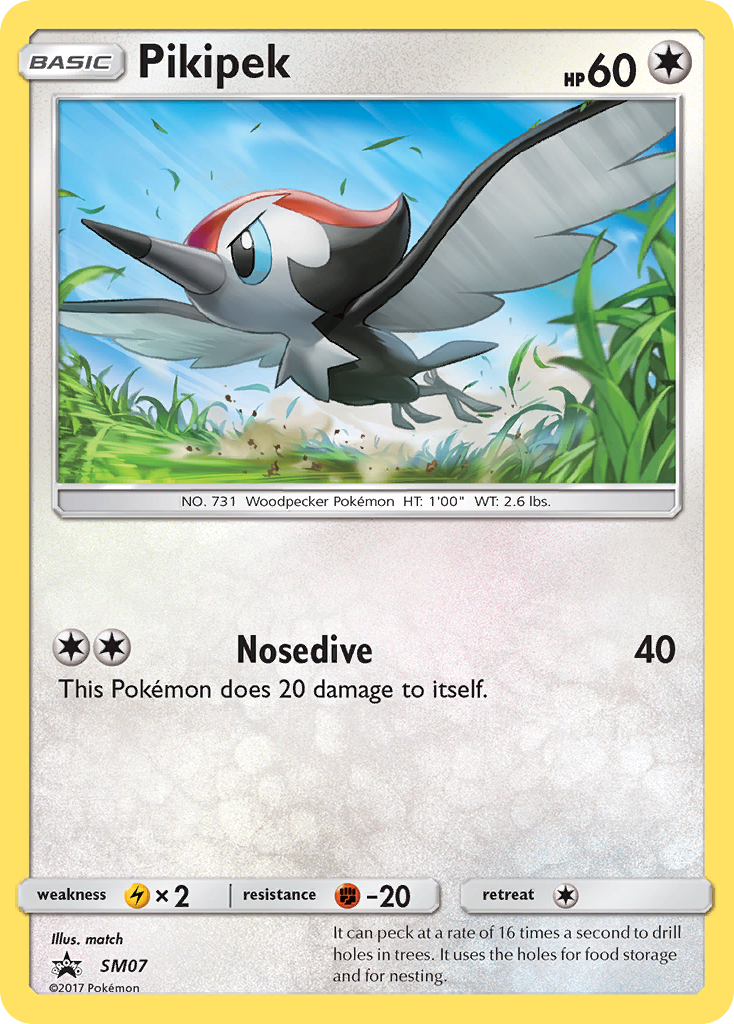 BASIC Pikipek HP 60
NO. 731 Woodpecker Pokémon HT: 1'00" WT: 2.6 lbs.
Nosedive 40
This Pokémon does 20 damage to itself.
weakness × 2 resistance -20 retreat
Illus. match
SM07
©2017 Pokémon
It can peck at a rate of 16 times a second to drill
holes in trees. It uses the holes for food storage
and for nesting.